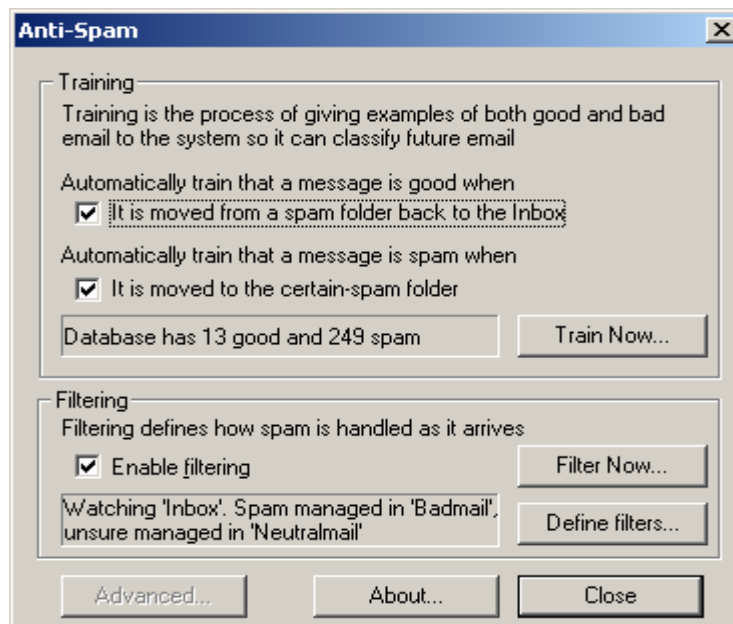 Anti-Spam
Training
Training is the process of giving examples of both good and bad
email to the system so it can classify future email
Automatically train that a message is good when
It is moved from a spam folder back to the Inbox
Automatically train that a message is spam when
It is moved to the certain-spam folder
Database has 13 good and 249 spam
Train Now...
Filtering
Filtering defines how spam is handled as it arrives
Enable filtering
Filter Now...
Watching 'Inbox'. Spam managed in 'Badmail',
unsure managed in 'Neutralmail'
Define filters...
Advanced...
About...
Close